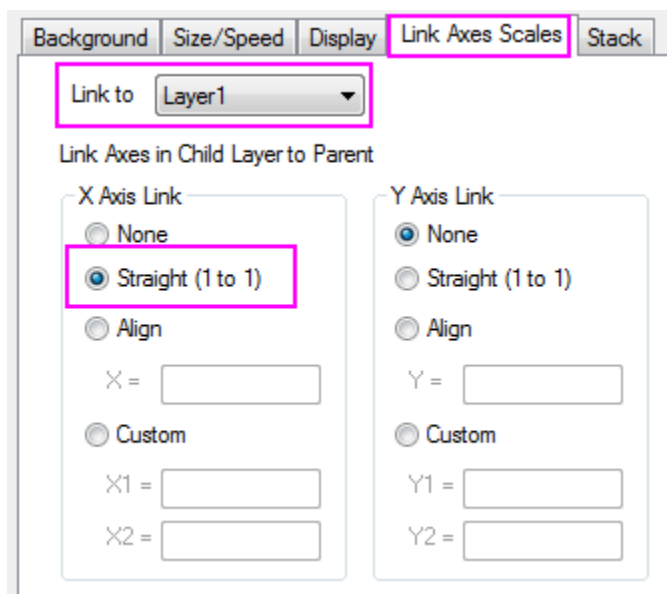 Background Size/Speed Display Link Axes Scales Stack
Link to Layer1
Link Axes in Child Layer to Parent
X Axis Link
None
Straight (1 to 1)
Align
X =
Custom
X1 =
X2 =
Y Axis Link
None
Straight (1 to 1)
Align
Y =
Custom
Y1 =
Y2 =